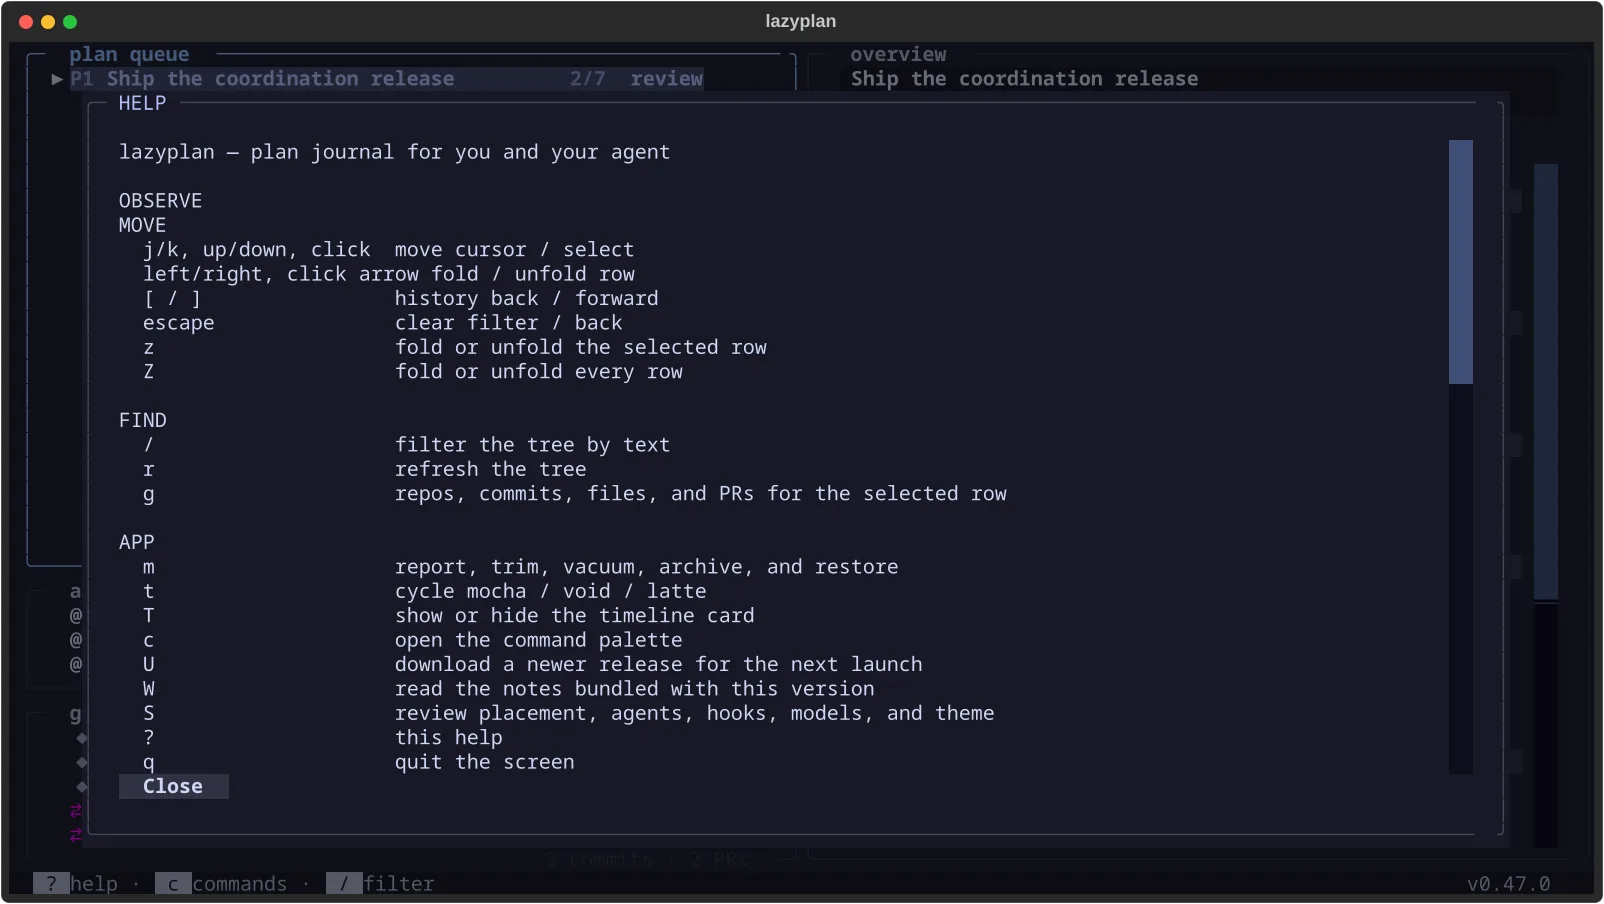 lazyplan
plan queue
overview
▶ P1 Ship the coordination release 2/7 review
Ship the coordination release
HELP
lazyplan — plan journal for you and your agent
OBSERVE
MOVE
j/k, up/down, click move cursor / select
left/right, click arrow fold / unfold row
[ / ] history back / forward
escape clear filter / back
z fold or unfold the selected row
Z fold or unfold every row
FIND
/ filter the tree by text
r refresh the tree
g repos, commits, files, and PRs for the selected row
APP
m report, trim, vacuum, archive, and restore
t cycle mocha / void / latte
T show or hide the timeline card
c open the command palette
U download a newer release for the next launch
W read the notes bundled with this version
S review placement, agents, hooks, models, and theme
? this help
q quit the screen
Close
a
@
@
@
g
3 commits · 2 PRs
? help · c commands · / filter
v0.47.0